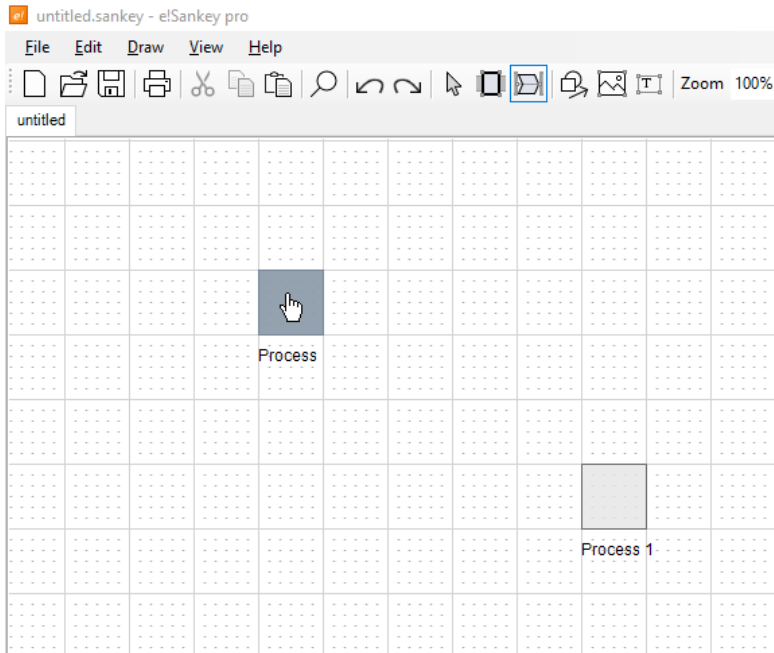 e! untitled.sankey - e!Sankey pro
File Edit Draw View Help
T Zoom 100%
untitled
Process
Process 1